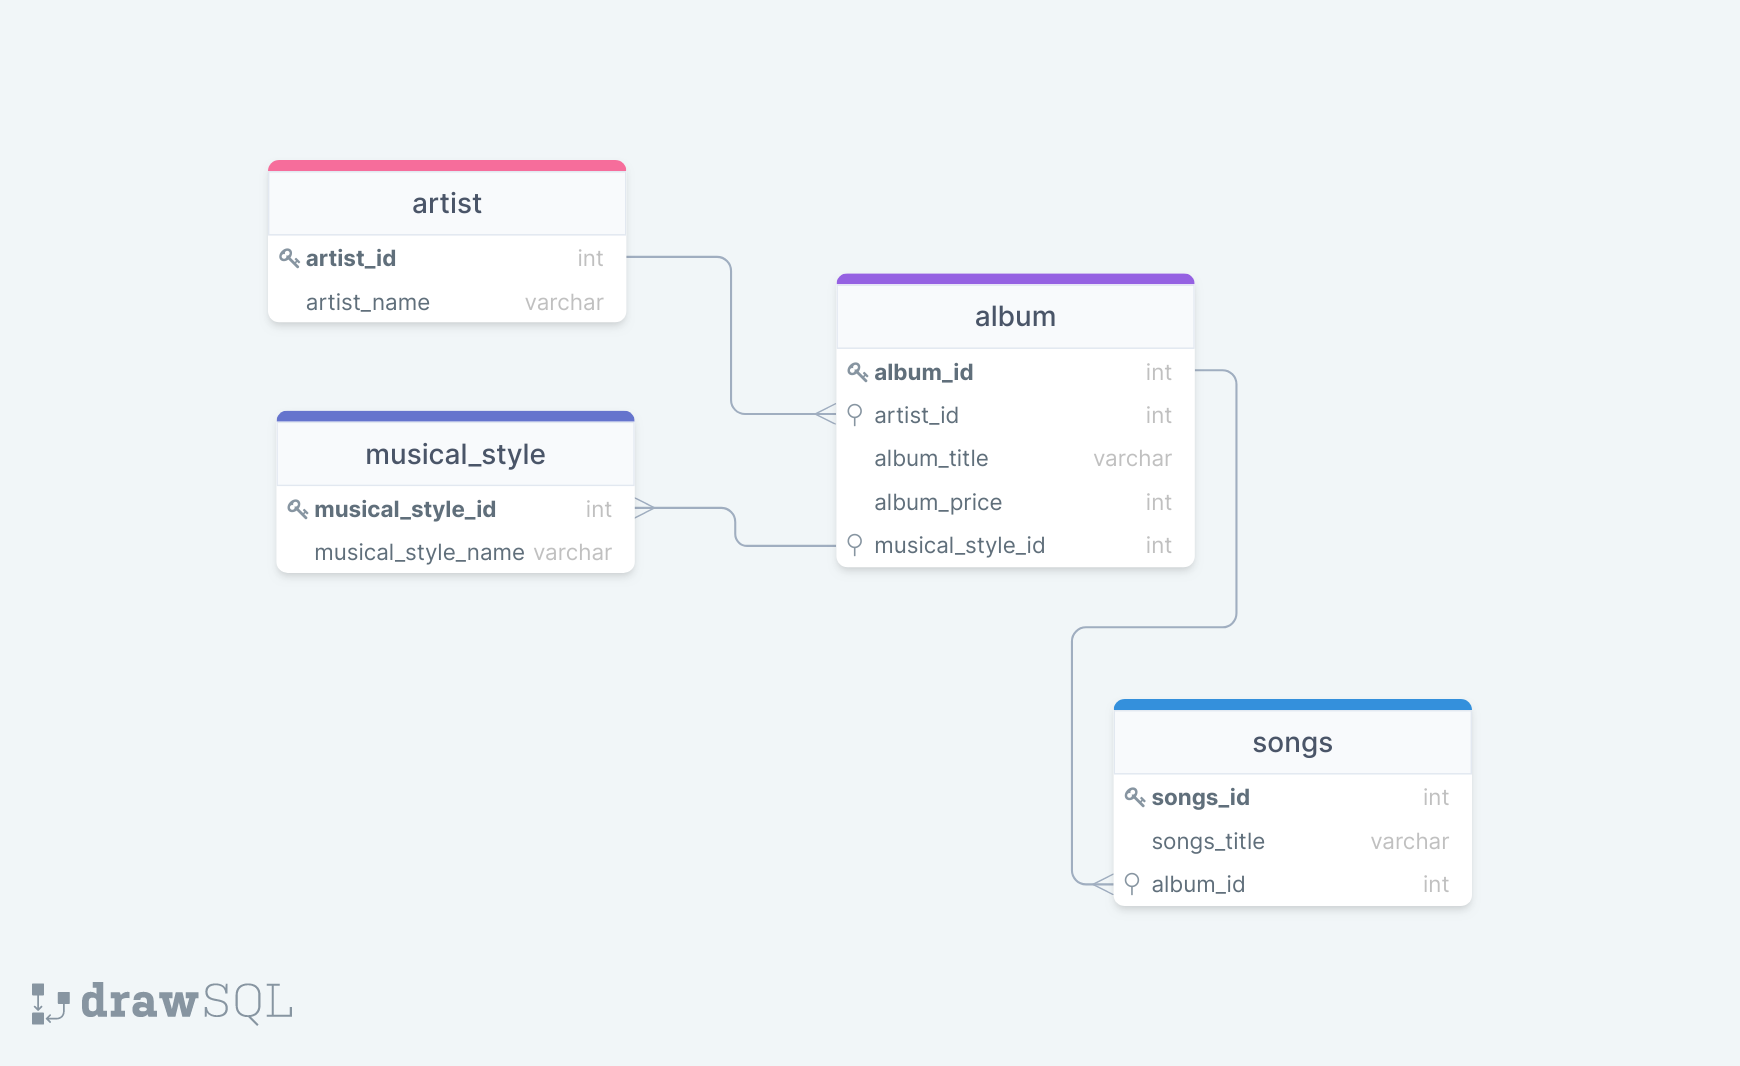 artist
artist_id int
artist_name varchar
musical_style
musical_style_id int
musical_style_name varchar
album
album_id int
artist_id int
album_title varchar
album_price int
musical_style_id int
songs
songs_id int
songs_title varchar
album_id int
drawSQL